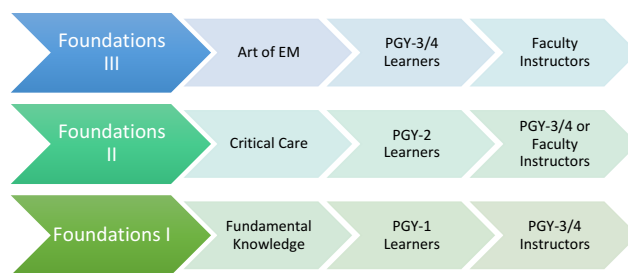 Foundations
III
Art of EM
PGY-3/4
Learners
Faculty
Instructors
Foundations
II
Critical Care
PGY-2
Learners
PGY-3/4 or
Faculty
Instructors
Foundations I
Fundamental
Knowledge
PGY-1
Learners
PGY-3/4
Instructors